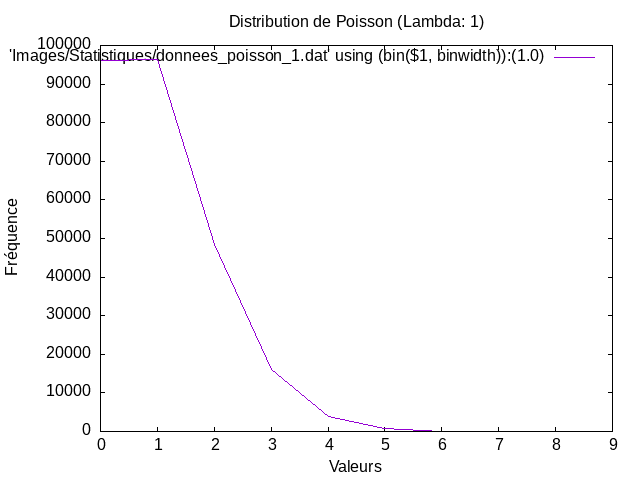 Distribution de Poisson (Lambda: 1)
'Images/Statistiques/donnees_poisson_1.dat' using (bin($1, binwidth)):(1.0)
100000
90000
80000
70000
60000
50000
40000
30000
20000
10000
0
Fréquence
0 1 2 3 4 5 6 7 8 9
Valeurs